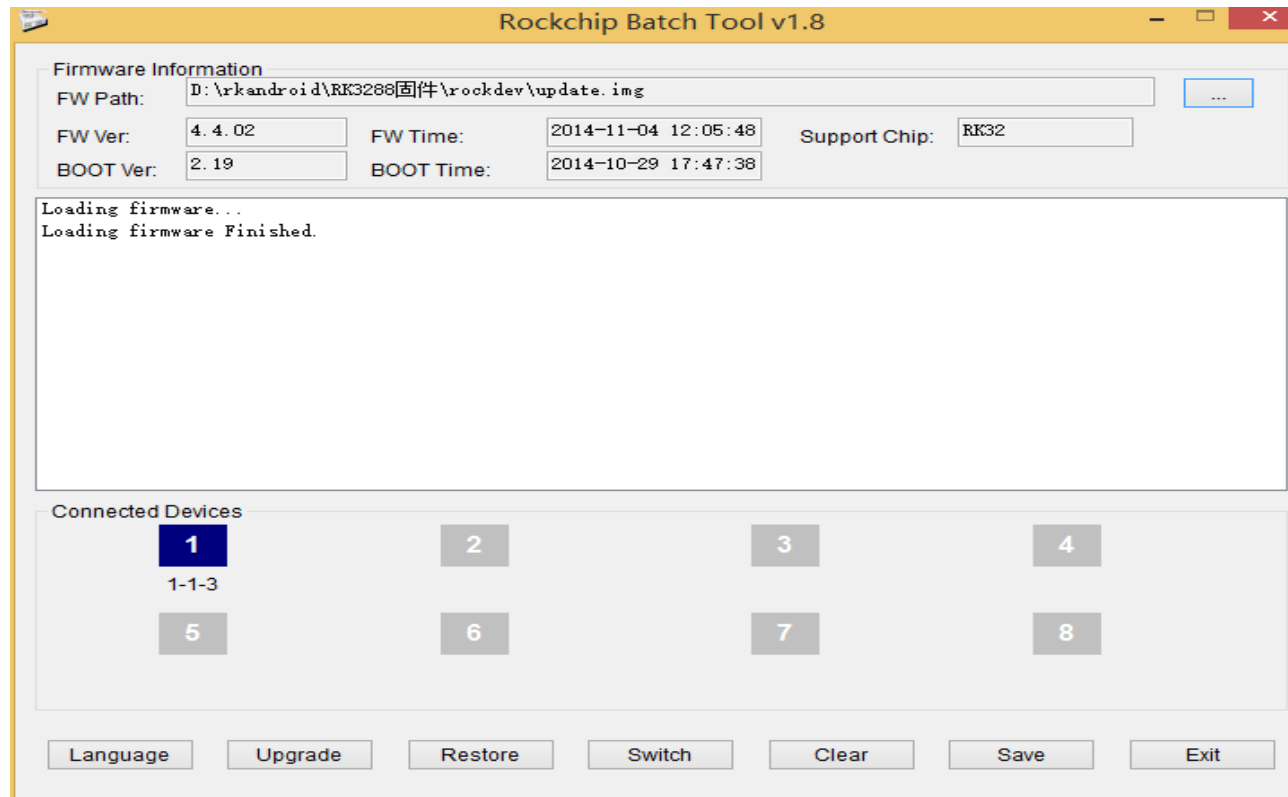 Rockchip Batch Tool v1.8
Firmware Information
FW Path: D:\rkandroid\RK3288固件\rockdev\update.img ...
FW Ver: 4.4.02 FW Time: 2014-11-04 12:05:48 Support Chip: RK32
BOOT Ver: 2.19 BOOT Time: 2014-10-29 17:47:38
Loading firmware...
Loading firmware Finished.
Connected Devices
1 2 3 4
1-1-3
5 6 7 8
Language Upgrade Restore Switch Clear Save Exit